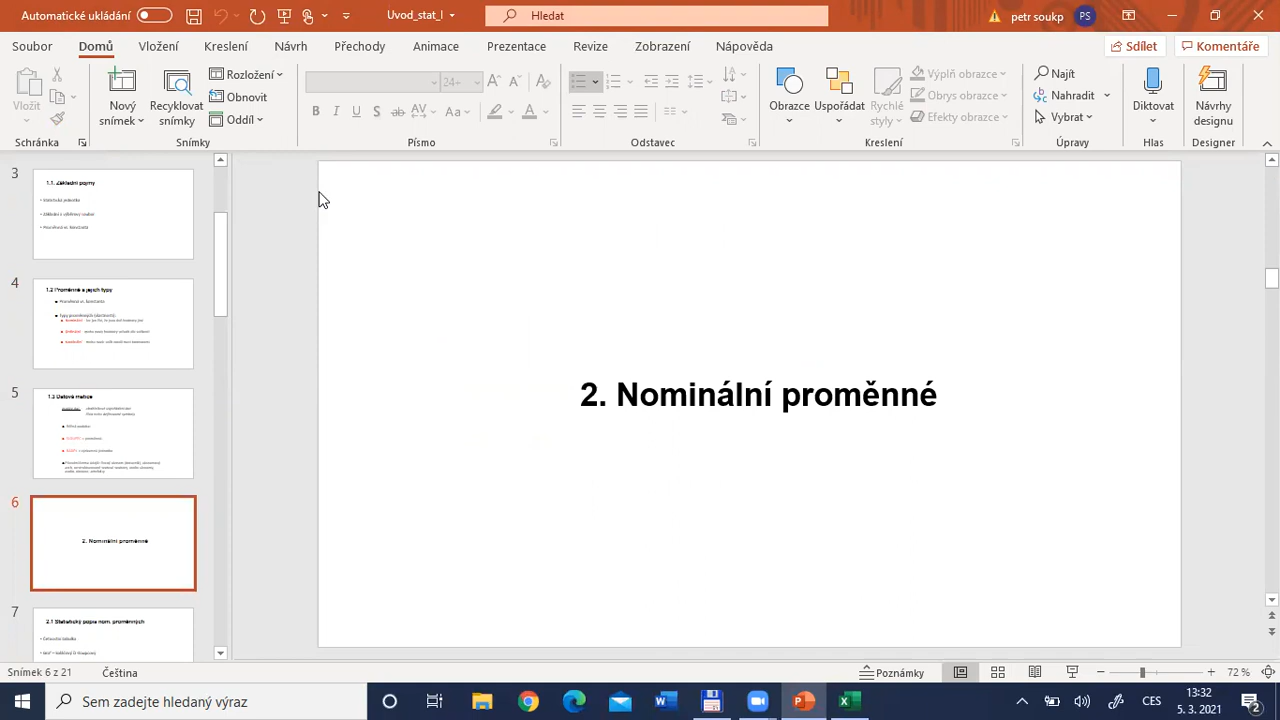 Automatické ukládání
Uvod_stat_I
Hledat
petr soukp
PS
Soubor
Domů
Vložení
Kreslení
Návrh
Přechody
Animace
Prezentace
Revize
Zobrazení
Nápověda
Sdílet
Komentáře
Vložit
Nový
snímek
Recyklovat
snímky
Rozložení
Obnovit
Oddíl
24+
Obrazce
Uspořádat
Rychlé
styly
Výplň obrazce
Obrys obrazce
Efekty obrazce
Najít
Nahradit
Vybrat
Diktovat
Návrhy
designu
Schránka
Snímky
Písmo
Odstavec
Kreslení
Úpravy
Hlas
Designer
3
1.1. Základní pojmy
4
1.2 Proměnné a jejich typy
5
1.3 Datová matice
6
2. Nominální proměnné
7
2.1 Statistický popis nom. proměnných
2. Nominální proměnné
Snímek 6 z 21
Čeština
Poznámky
72 %
Sem zadejte hledaný výraz
CES
13:32
5. 3. 2021
2